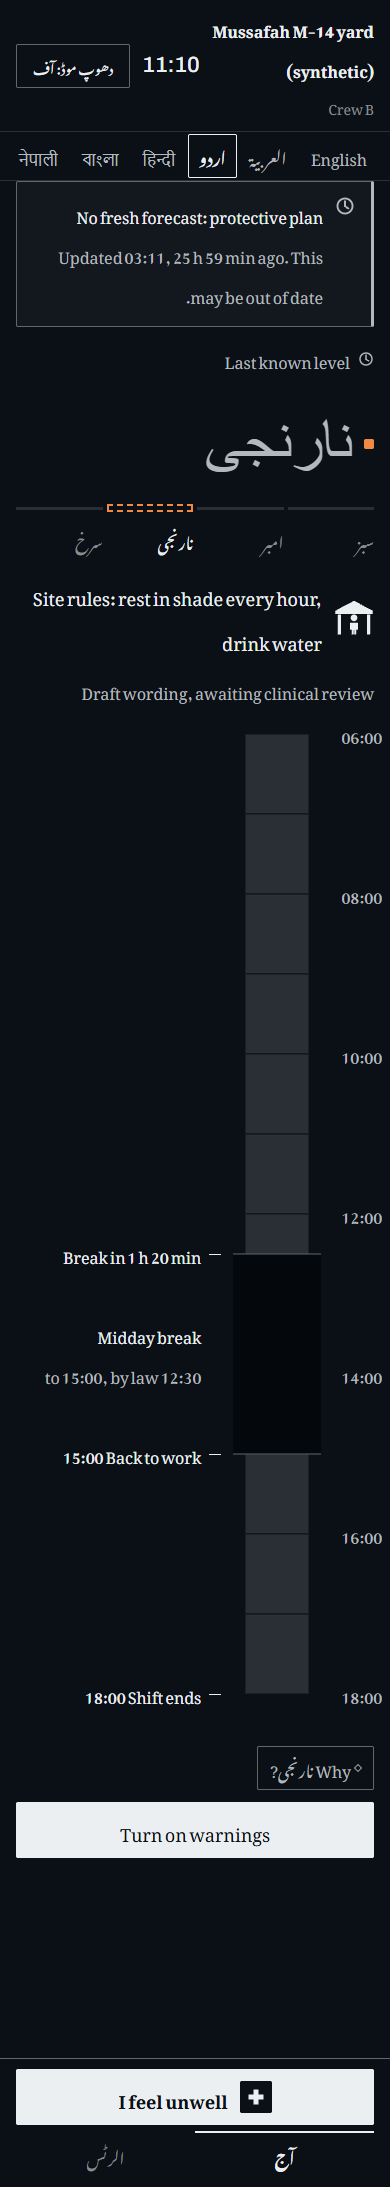 Mussafah M-14 yard
(synthetic)
Crew B
11:10
دھوپ موڈ: آف
English
العربية
اردو
हिन्दी
বাংলা
नेपाली
No fresh forecast: protective plan
Updated 03:11, 25 h 59 min ago. This
may be out of date.
Last known level
نارنجی
سبز
امبر
نارنجی
سرخ
Site rules: rest in shade every hour,
drink water
Draft wording, awaiting clinical review
06:00
08:00
10:00
12:00
Break in 1 h 20 min
Midday break
to 15:00, by law 12:30
14:00
15:00 Back to work
16:00
18:00 Shift ends
18:00
Why نارنجی?
Turn on warnings
I feel unwell
آج
الرٹس